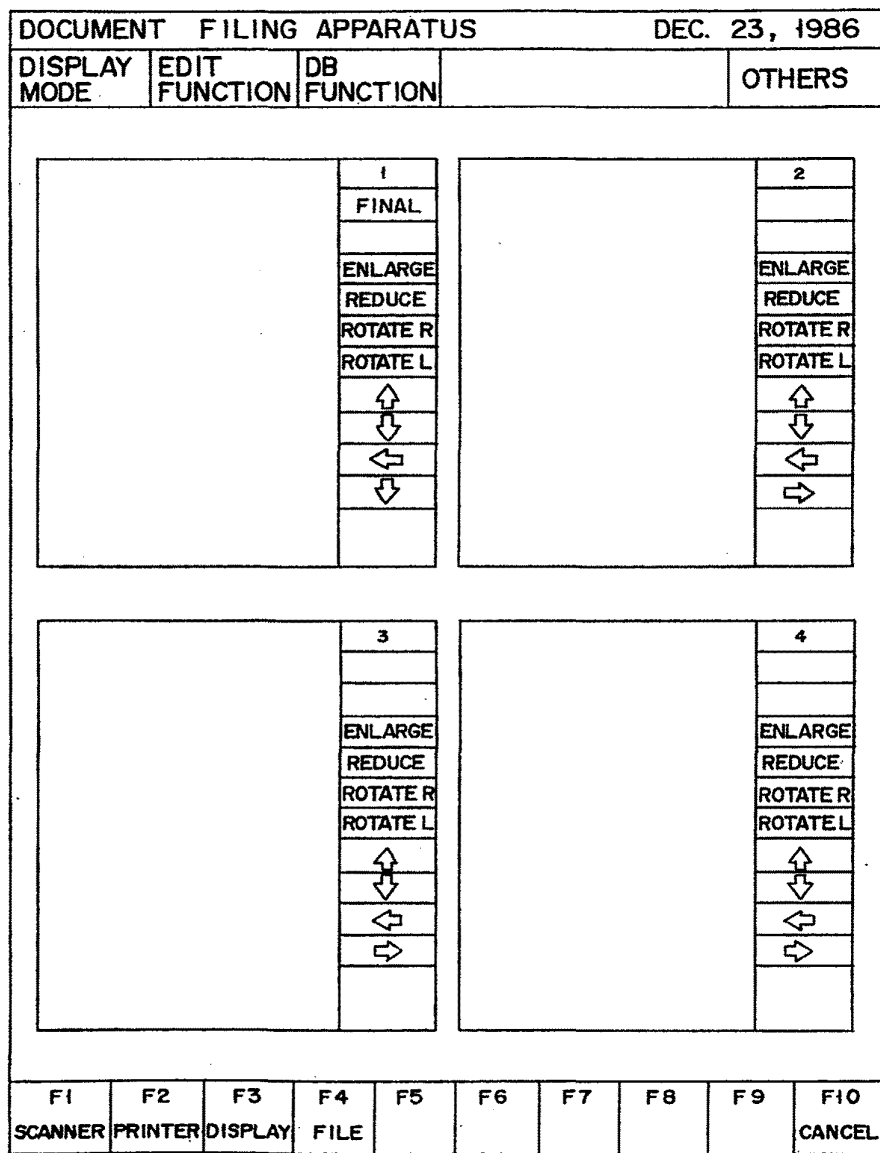 DOCUMENT FILING APPARATUS DEC. 23, 1986
DISPLAY MODE EDIT FUNCTION DB FUNCTION OTHERS
1
FINAL
ENLARGE
REDUCE
ROTATE R
ROTATE L
2
ENLARGE
REDUCE
ROTATE R
ROTATE L
3
ENLARGE
REDUCE
ROTATE R
ROTATE L
4
ENLARGE
REDUCE
ROTATE R
ROTATE L
F1 F2 F3 F4 F5 F6 F7 F8 F9 F10
SCANNER PRINTER DISPLAY FILE CANCEL